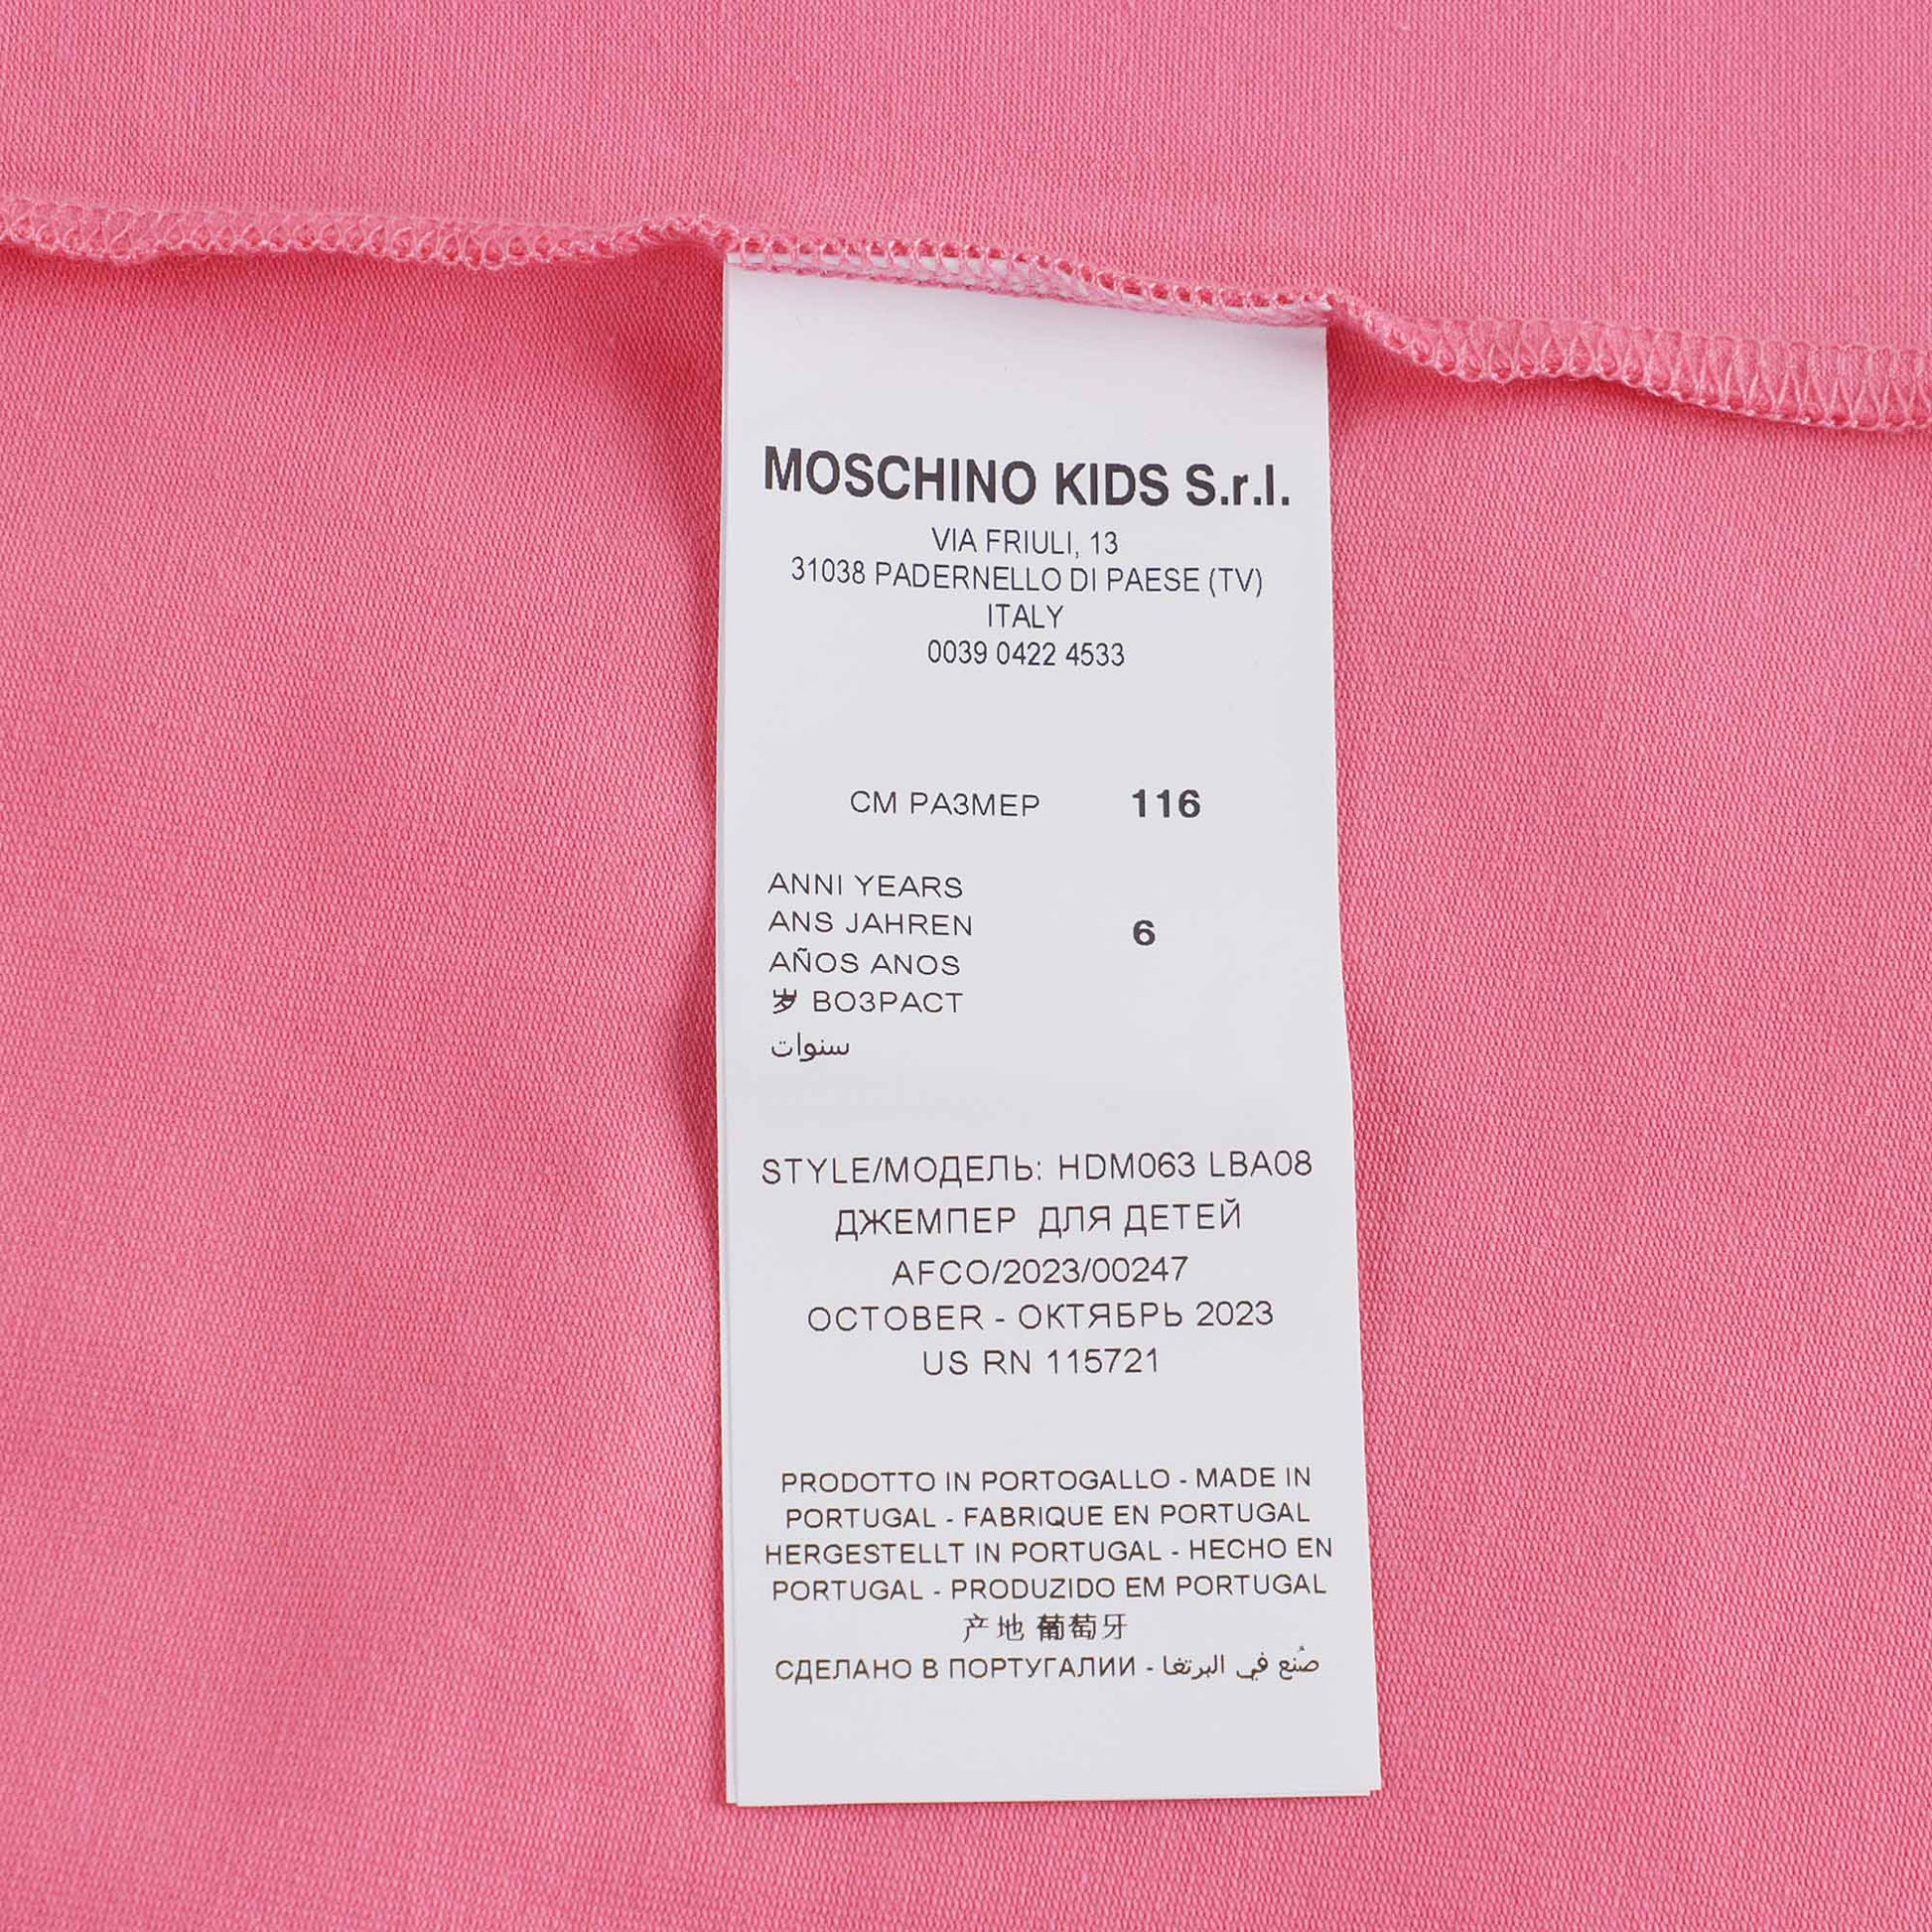 MOSCHINO KIDS S.r.l.
VIA FRIULI, 13
31038 PADERNELLO DI PAESE (TV)
ITALY
0039 0422 4533
СМ РАЗМЕР 116
ANNI YEARS
ANS JAHREN 6
AÑOS ANOS
岁 ВОЗРАСТ
سنوات
STYLE/МОДЕЛЬ: HDM063 LBA08
ДЖЕМПЕР ДЛЯ ДЕТЕЙ
AFCO/2023/00247
OCTOBER - ОКТЯБРЬ 2023
US RN 115721
PRODOTTO IN PORTOGALLO - MADE IN
PORTUGAL - FABRIQUE EN PORTUGAL
HERGESTELLT IN PORTUGAL - HECHO EN
PORTUGAL - PRODUZIDO EM PORTUGAL
产地 葡萄牙
СДЕЛАНО В ПОРТУГАЛИИ - صُنع في البرتغا